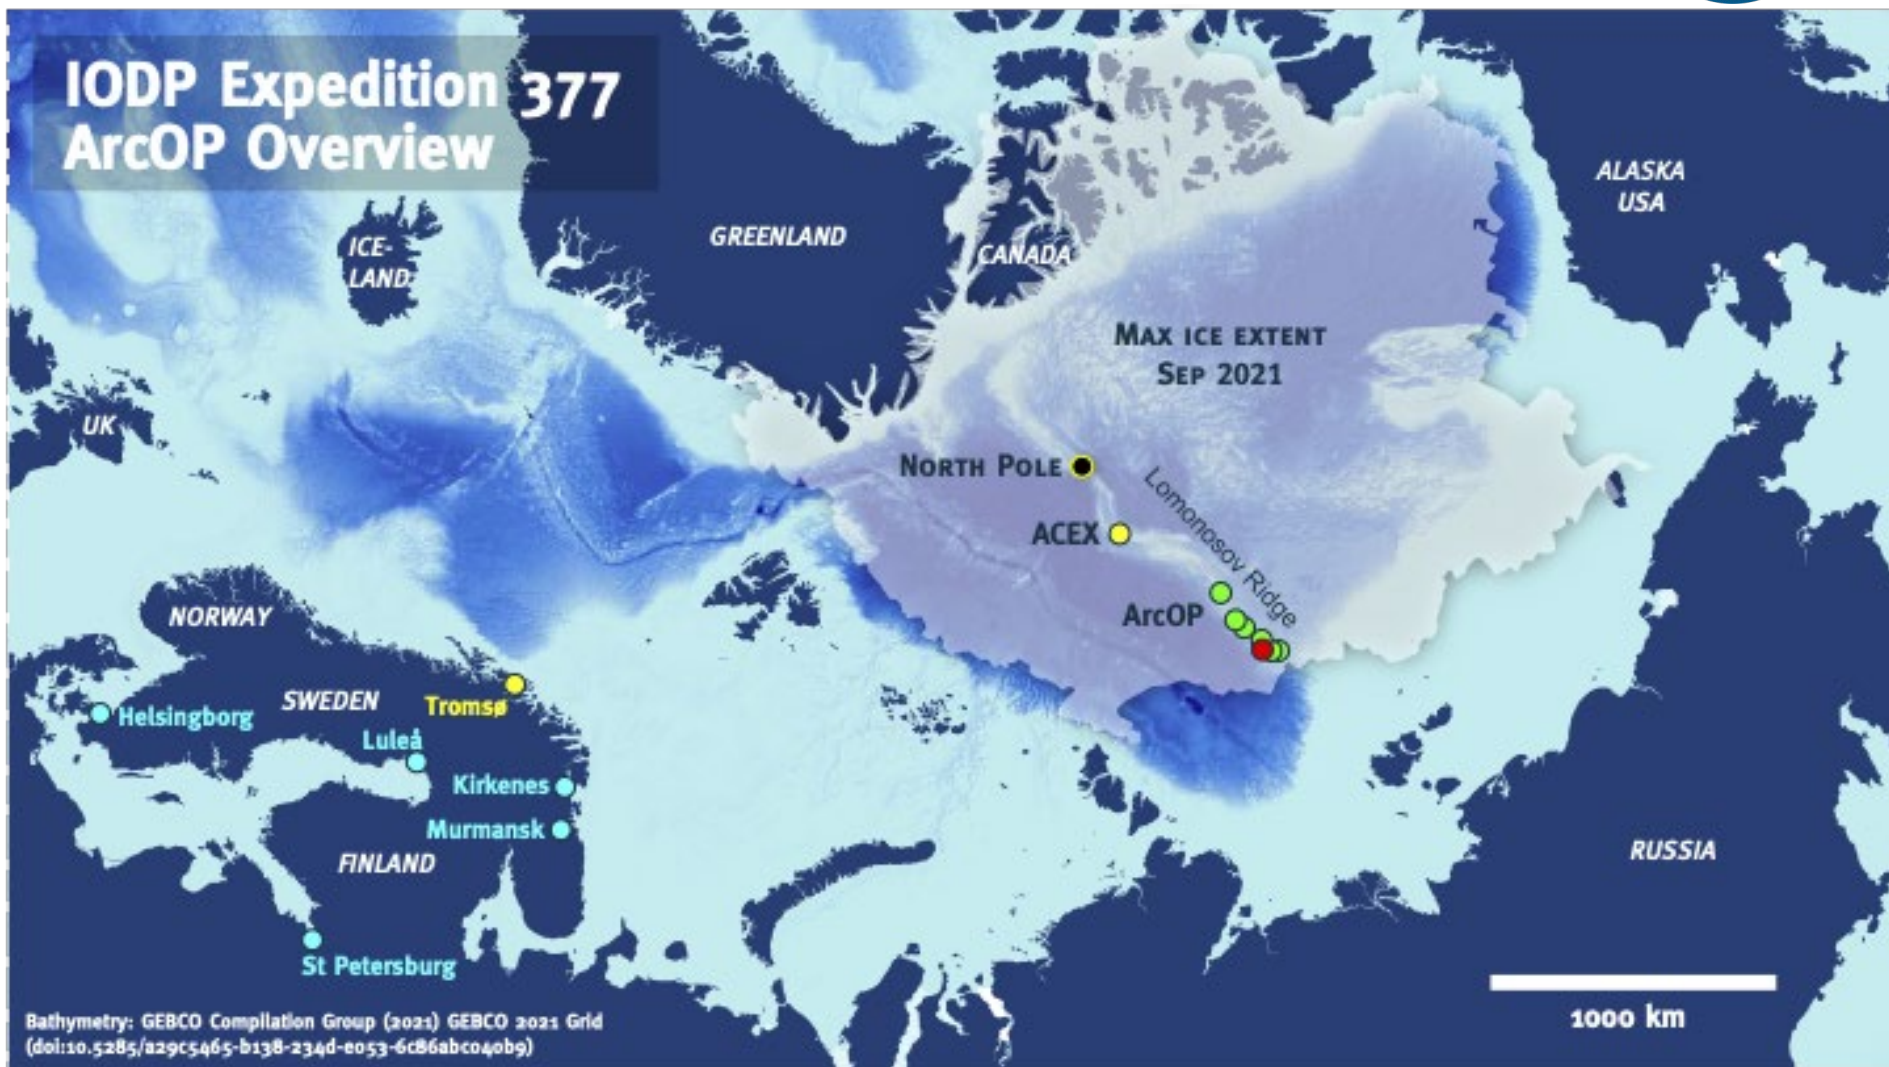 IODP Expedition 377
ArcOP Overview
ICE-
LAND
GREENLAND
CANADA
ALASKA
USA
MAX ICE EXTENT
SEP 2021
UK
NORTH POLE
Lomonosov Ridge
ACEX
ArcOP
NORWAY
SWEDEN
Tromsø
Helsingborg
Luleå
Kirkenes
Murmansk
FINLAND
RUSSIA
St Petersburg
1000 km
Bathymetry: GEBCO Compilation Group (2021) GEBCO 2021 Grid
(doi:10.5285/a29c5465-b138-234d-e053-6c86abc040b9)